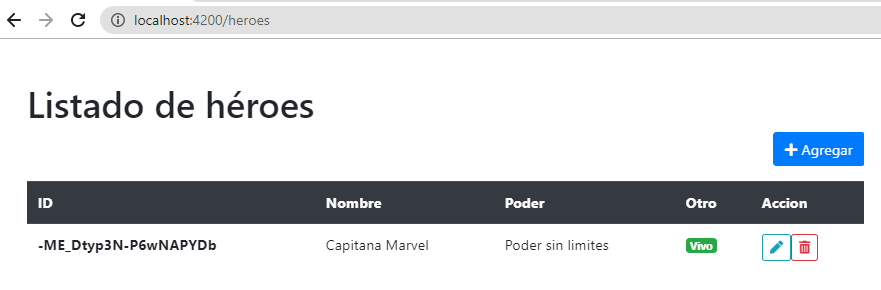 localhost:4200/heroes
Listado de héroes
Agregar
ID Nombre Poder Otro Accion
-ME_Dtyp3N-P6wNAPYDb Capitana Marvel Poder sin limites Vivo